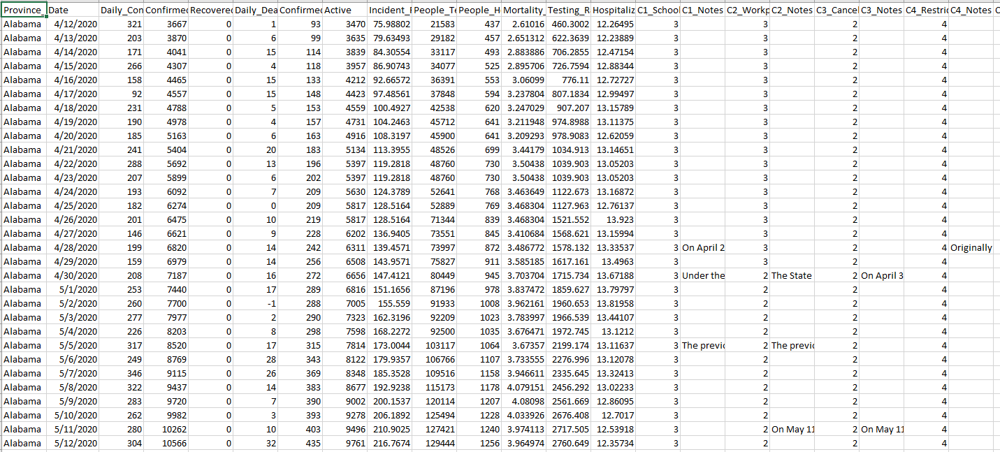 Province_ Date Daily_Con Confirmed Recovered Daily_Dea Confirmed Active Incident_ People_Te People_H Mortality_ Testing_R Hospitaliz C1_School C1_Notes C2_Workp C2_Notes C3_Cancel C3_Notes C4_Restric C4_Notes C
Alabama 4/12/2020 321 3667 0 1 93 3470 75.98802 21583 437 2.61016 460.3002 12.26495 3 3 2 4
Alabama 4/13/2020 203 3870 0 6 99 3635 79.63493 29182 457 2.651312 622.3639 12.23889 3 3 2 4
Alabama 4/14/2020 171 4041 0 15 114 3839 84.30554 33117 493 2.883886 706.2855 12.47154 3 3 2 4
Alabama 4/15/2020 266 4307 0 4 118 3957 86.90743 34077 525 2.895706 726.7594 12.88344 3 3 2 4
Alabama 4/16/2020 158 4465 0 15 133 4212 92.66572 36391 553 3.06099 776.11 12.72727 3 3 2 4
Alabama 4/17/2020 92 4557 0 15 148 4423 97.48561 37848 594 3.237804 807.1834 12.99497 3 3 2 4
Alabama 4/18/2020 231 4788 0 5 153 4559 100.4927 42538 620 3.247029 907.207 13.15789 3 3 2 4
Alabama 4/19/2020 190 4978 0 4 157 4731 104.2463 45712 641 3.211948 974.8988 13.11375 3 3 2 4
Alabama 4/20/2020 185 5163 0 6 163 4916 108.3197 45900 641 3.209293 978.9083 12.62059 3 3 2 4
Alabama 4/21/2020 241 5404 0 20 183 5134 113.3955 48526 699 3.44179 1034.913 13.14651 3 3 2 4
Alabama 4/22/2020 288 5692 0 13 196 5397 119.2818 48760 730 3.50438 1039.903 13.05203 3 3 2 4
Alabama 4/23/2020 207 5899 0 6 202 5397 119.2818 48760 730 3.50438 1039.903 13.05203 3 3 2 4
Alabama 4/24/2020 193 6092 0 7 209 5630 124.3789 52641 768 3.463649 1122.673 13.16872 3 3 2 4
Alabama 4/25/2020 182 6274 0 0 209 5817 128.5164 52889 769 3.468304 1127.963 12.76137 3 3 2 4
Alabama 4/26/2020 201 6475 0 10 219 5817 128.5164 71344 839 3.468304 1521.552 13.923 3 3 2 4
Alabama 4/27/2020 146 6621 0 9 228 6202 136.9405 73551 845 3.410684 1568.621 13.15994 3 3 2 4
Alabama 4/28/2020 199 6820 0 14 242 6311 139.4571 73997 872 3.486772 1578.132 13.33537 3 On April 2 3 2 4 Originally
Alabama 4/29/2020 159 6979 0 14 256 6508 143.9571 75827 911 3.585185 1617.161 13.4963 3 3 2 4
Alabama 4/30/2020 208 7187 0 16 272 6656 147.4121 80449 945 3.703704 1715.734 13.67188 3 Under the 2 The State 2 On April 3 4
Alabama 5/1/2020 253 7440 0 17 289 6816 151.1656 87196 978 3.837472 1859.627 13.79797 3 2 2 4
Alabama 5/2/2020 260 7700 0 -1 288 7005 155.559 91933 1008 3.962161 1960.653 13.81958 3 2 2 4
Alabama 5/3/2020 277 7977 0 2 290 7323 162.3196 92209 1023 3.783997 1966.539 13.44107 3 2 2 4
Alabama 5/4/2020 226 8203 0 8 298 7598 168.2272 92500 1035 3.676471 1972.745 13.1212 3 2 2 4
Alabama 5/5/2020 317 8520 0 17 315 7814 173.0044 103117 1064 3.67357 2199.174 13.11637 3 The previo 2 The previo 2 4
Alabama 5/6/2020 249 8769 0 28 343 8122 179.9357 106766 1107 3.733555 2276.996 13.12078 3 2 2 4
Alabama 5/7/2020 346 9115 0 26 369 8348 185.3528 109516 1158 3.946611 2335.645 13.32413 3 2 2 4
Alabama 5/8/2020 322 9437 0 14 383 8677 192.9238 115173 1178 4.079151 2456.292 13.02233 3 2 2 4
Alabama 5/9/2020 283 9720 0 7 390 9002 200.1537 120114 1207 4.08098 2561.669 12.86095 3 2 2 4
Alabama 5/10/2020 262 9982 0 3 393 9278 206.1892 125494 1228 4.033926 2676.408 12.7017 3 2 2 4
Alabama 5/11/2020 280 10262 0 10 403 9496 210.9025 127421 1240 3.974113 2717.505 12.53918 3 2 On May 11 2 On May 11 4
Alabama 5/12/2020 304 10566 0 32 435 9761 216.7674 129444 1256 3.964974 2760.649 12.35734 3 2 2 4